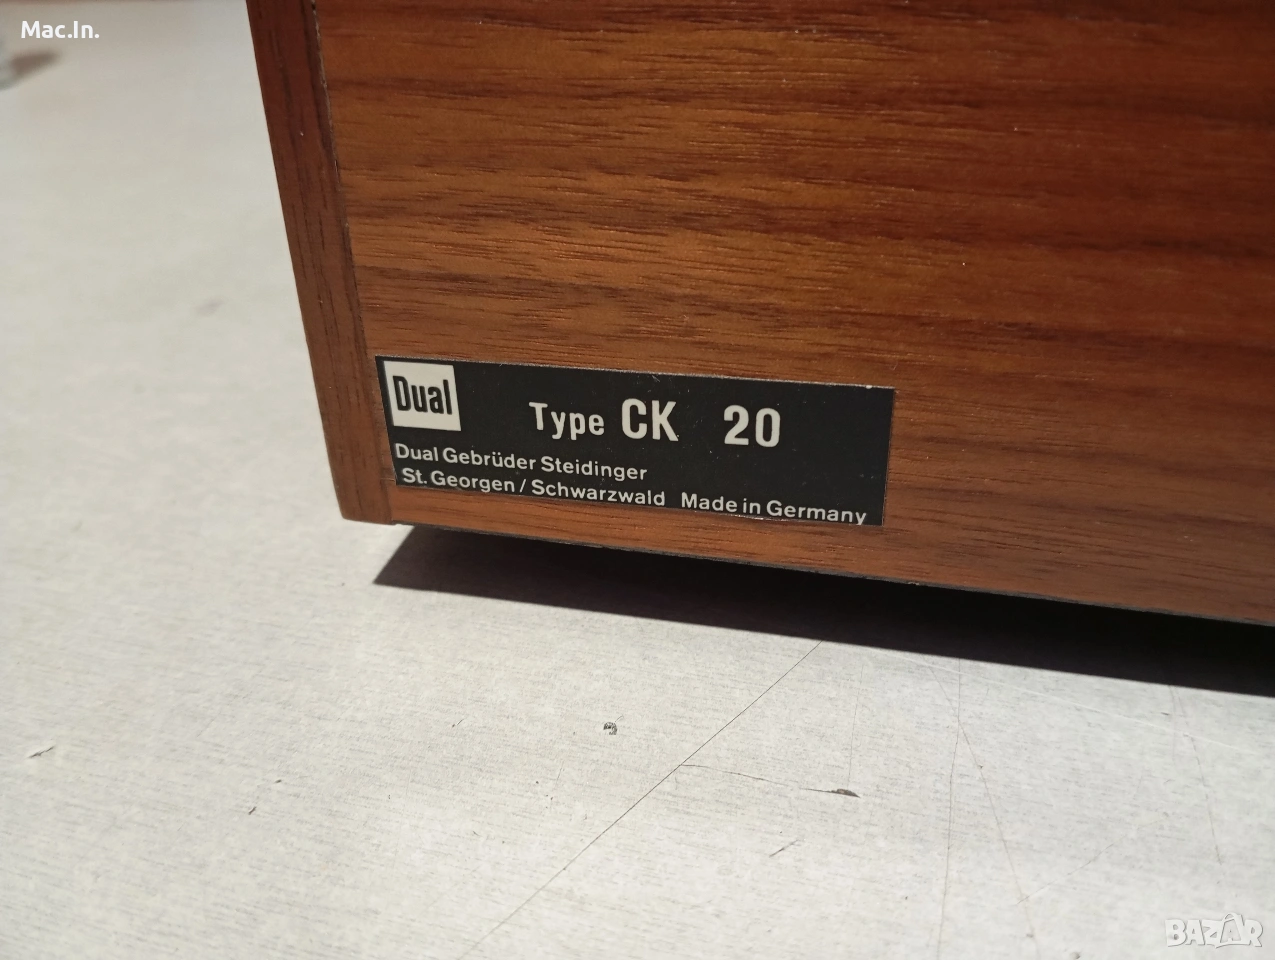 Mac.In.
Dual
Type CK 20
Dual Gebrüder Steidinger
St. Georgen / Schwarzwald Made in Germany
BAZAR